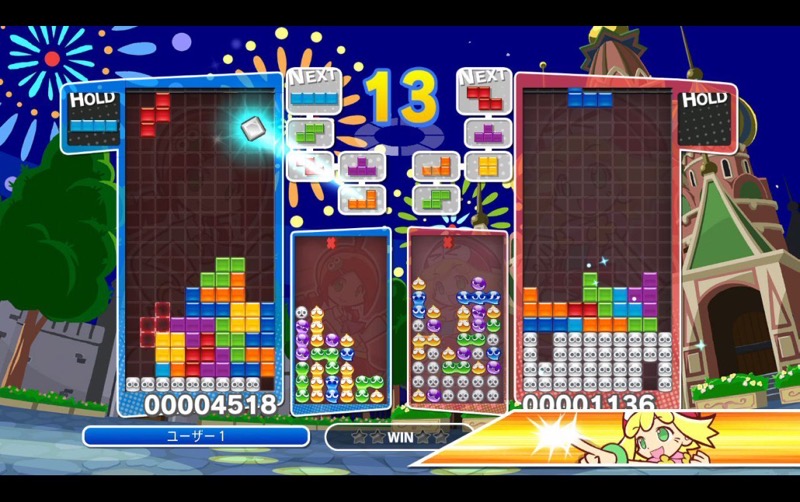 HOLD
NEXT
13
NEXT
HOLD
00004518
00001136
ユーザー1
WIN